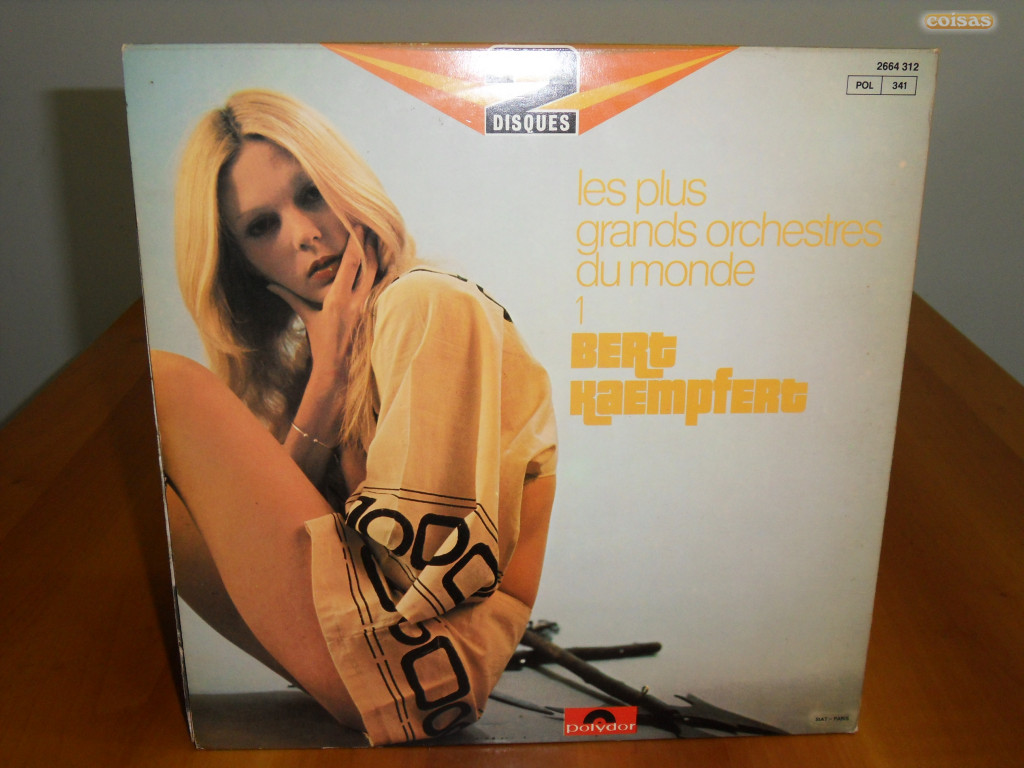 coisas
2664 312
POL 341
2
DISQUES
les plus
grands orchestres
du monde
1
BERt
KAEMPfERt
polydor